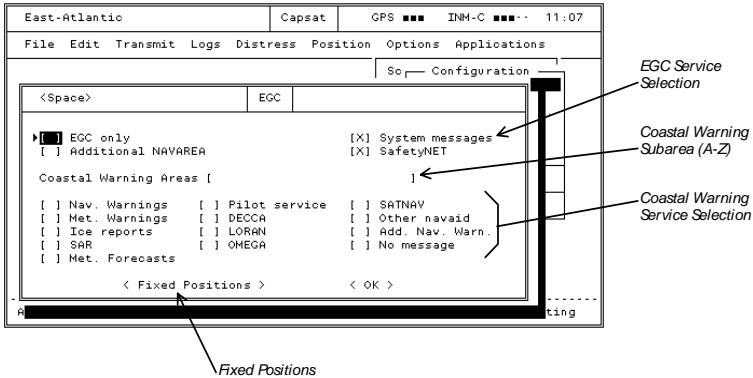 East-Atlantic Capsat GPS ■■■ INM-C ■■■·· 11:07
File Edit Transmit Logs Distress Position Options Applications
Sc Configuration
<Space> EGC
[ ] EGC only [X] System messages
[ ] Additional NAVAREA [X] SafetyNET
Coastal Warning Areas [ ]
[ ] Nav. Warnings [ ] Pilot service [ ] SATNAV
[ ] Met. Warnings [ ] DECCA [ ] Other navaid
[ ] Ice reports [ ] LORAN [ ] Add. Nav. Warn.
[ ] SAR [ ] OMEGA [ ] No message
[ ] Met. Forecasts
< Fixed Positions > < OK >
A ting
EGC Service
Selection
Coastal Warning
Subarea (A-Z)
Coastal Warning
Service Selection
Fixed Positions